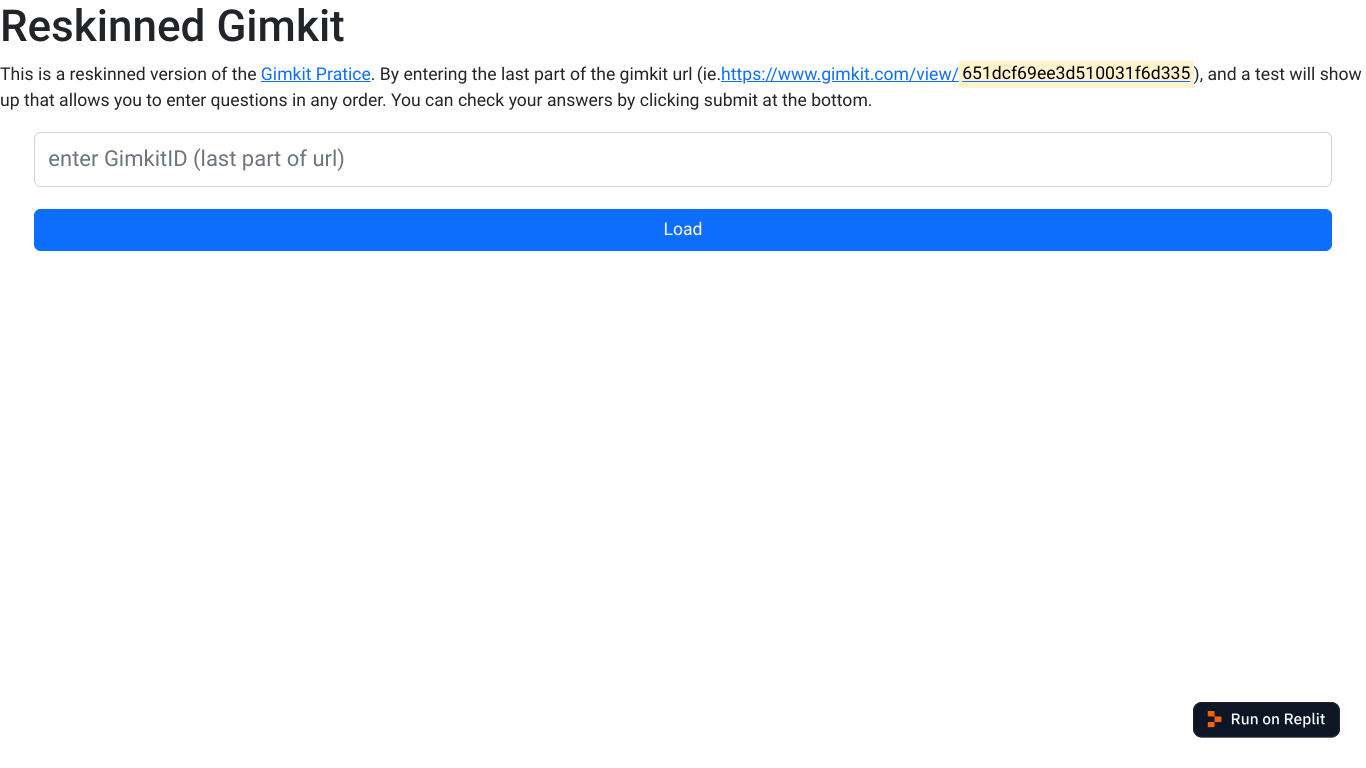 Reskinned Gimkit
This is a reskinned version of the Gimkit Pratice. By entering the last part of the gimkit url (ie.https://www.gimkit.com/view/651dcf69ee3d510031f6d335), and a test will show
up that allows you to enter questions in any order. You can check your answers by clicking submit at the bottom.
enter GimkitID (last part of url)
Load
Run on Replit